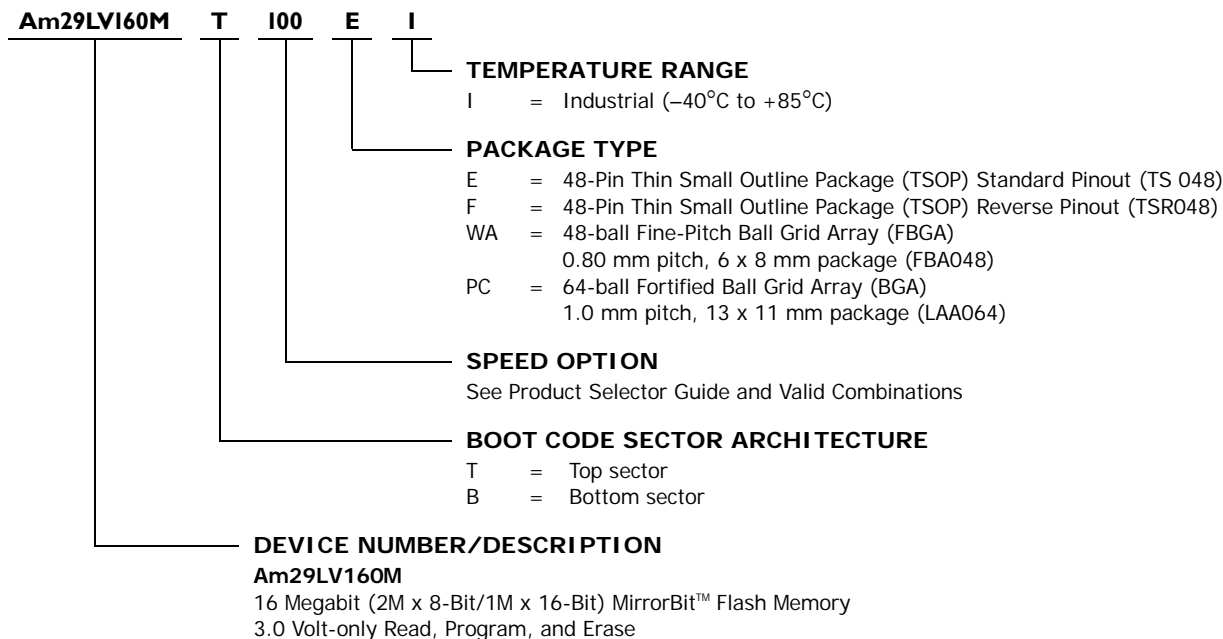 Am29LV160M T 100 E I
TEMPERATURE RANGE
I = Industrial (–40°C to +85°C)
PACKAGE TYPE
E = 48-Pin Thin Small Outline Package (TSOP) Standard Pinout (TS 048)
F = 48-Pin Thin Small Outline Package (TSOP) Reverse Pinout (TSR048)
WA = 48-ball Fine-Pitch Ball Grid Array (FBGA)
0.80 mm pitch, 6 x 8 mm package (FBA048)
PC = 64-ball Fortified Ball Grid Array (BGA)
1.0 mm pitch, 13 x 11 mm package (LAA064)
SPEED OPTION
See Product Selector Guide and Valid Combinations
BOOT CODE SECTOR ARCHITECTURE
T = Top sector
B = Bottom sector
DEVICE NUMBER/DESCRIPTION
Am29LV160M
16 Megabit (2M x 8-Bit/1M x 16-Bit) MirrorBit™ Flash Memory
3.0 Volt-only Read, Program, and Erase